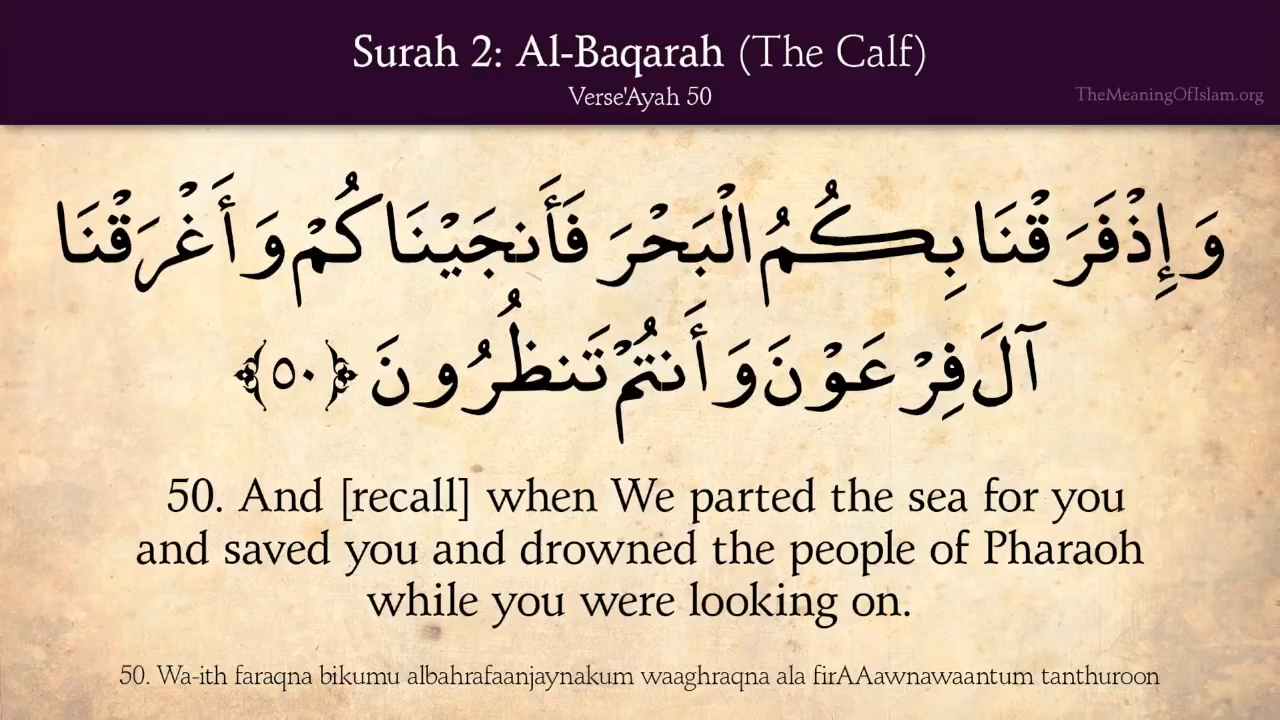 Surah 2: Al-Baqarah (The Calf)
Verse'Ayah 50
TheMeaningOfIslam.org
وَإِذْ فَرَقْنَا بِكُمُ الْبَحْرَ فَأَنجَيْنَاكُمْ وَأَغْرَقْنَا
آلَ فِرْعَوْنَ وَأَنتُمْ تَنظُرُونَ ﴿٥٠﴾
50. And [recall] when We parted the sea for you
and saved you and drowned the people of Pharaoh
while you were looking on.
50. Wa-ith faraqna bikumu albahrafaanjaynakum waaghraqna ala firAAawnawaantum tanthuroon